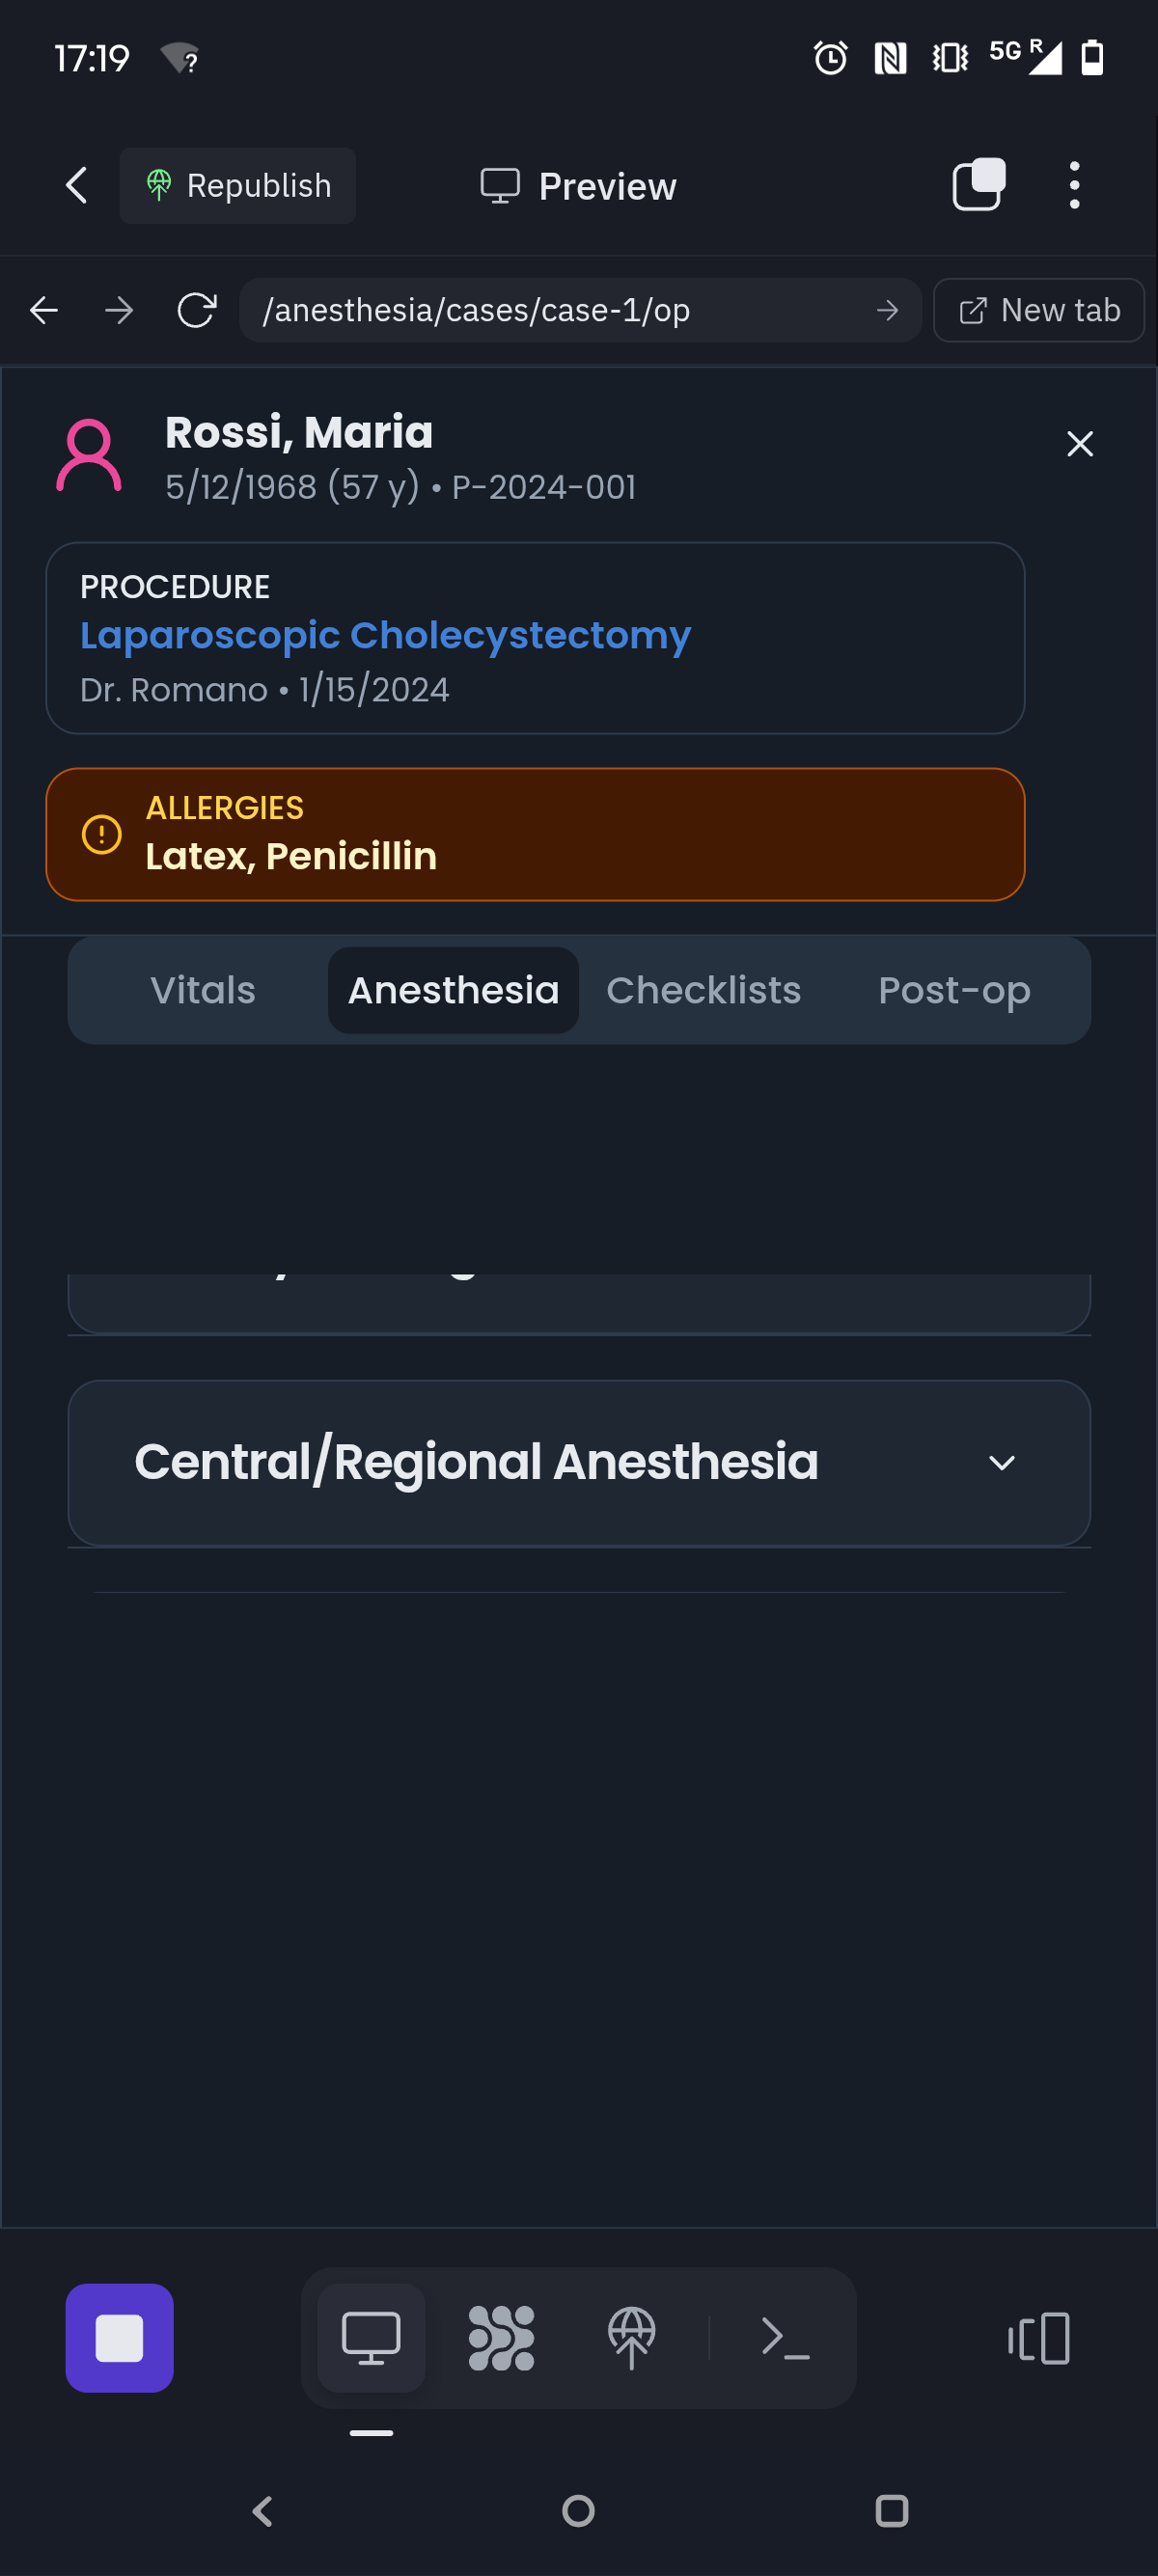 17:19
5G R
Republish
Preview
/anesthesia/cases/case-1/op
New tab
Rossi, Maria
5/12/1968 (57 y) • P-2024-001
PROCEDURE
Laparoscopic Cholecystectomy
Dr. Romano • 1/15/2024
ALLERGIES
Latex, Penicillin
Vitals
Anesthesia
Checklists
Post-op
Central/Regional Anesthesia